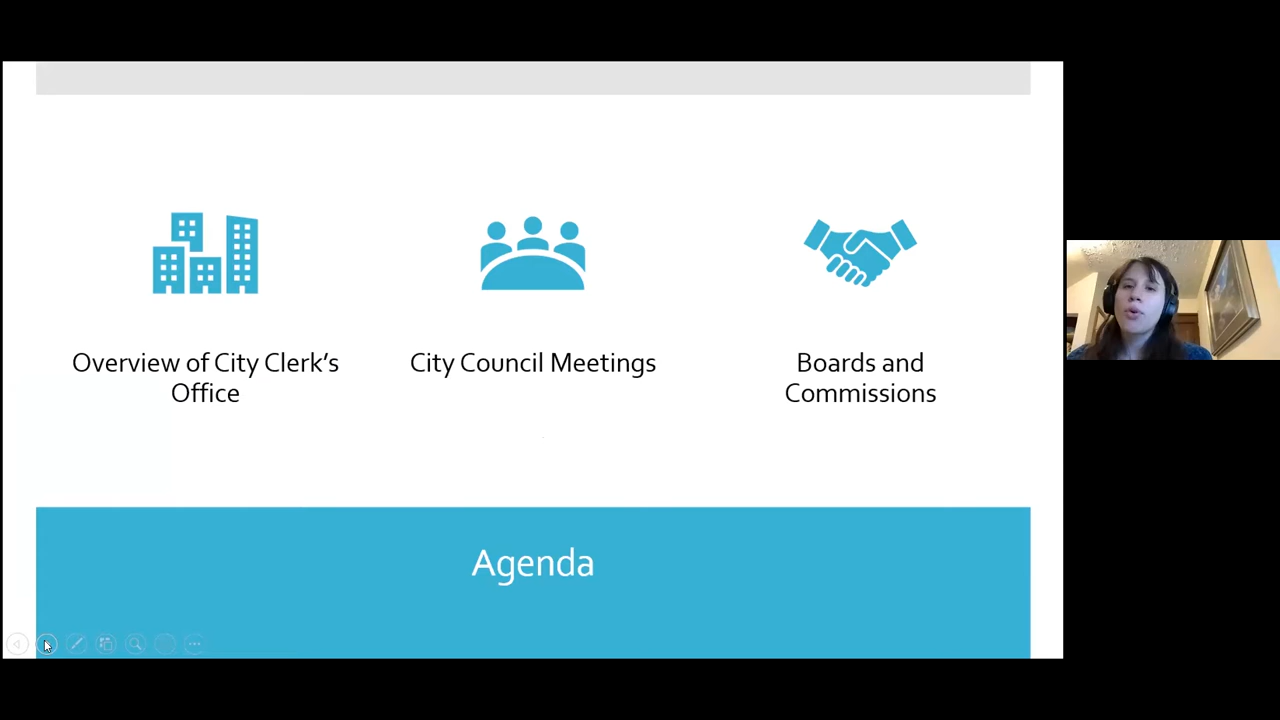 Overview of City Clerk's
Office
City Council Meetings
Boards and
Commissions
Agenda